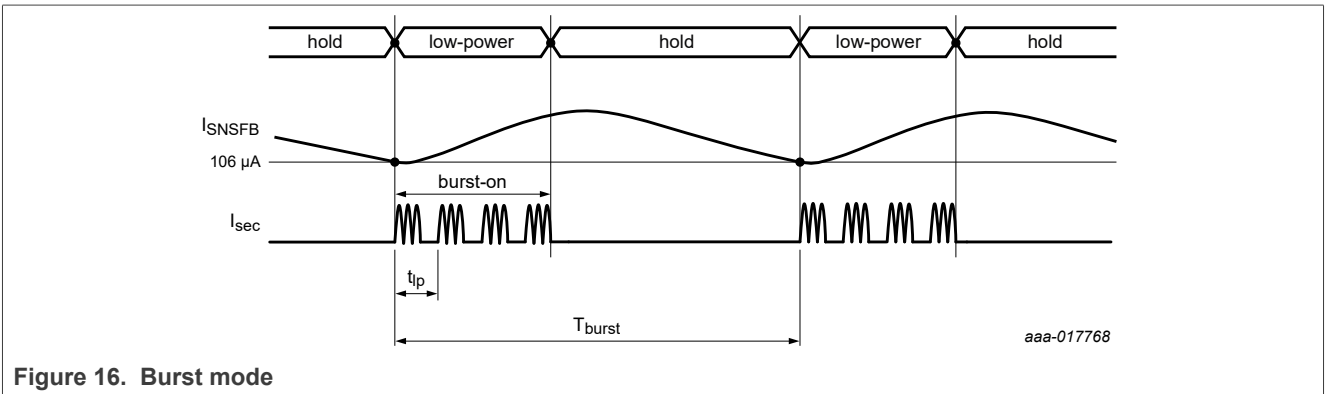 hold low-power hold low-power hold
ISNSFB
106 µA
burst-on
Isec
tlp
Tburst
aaa-017768
Figure 16. Burst mode